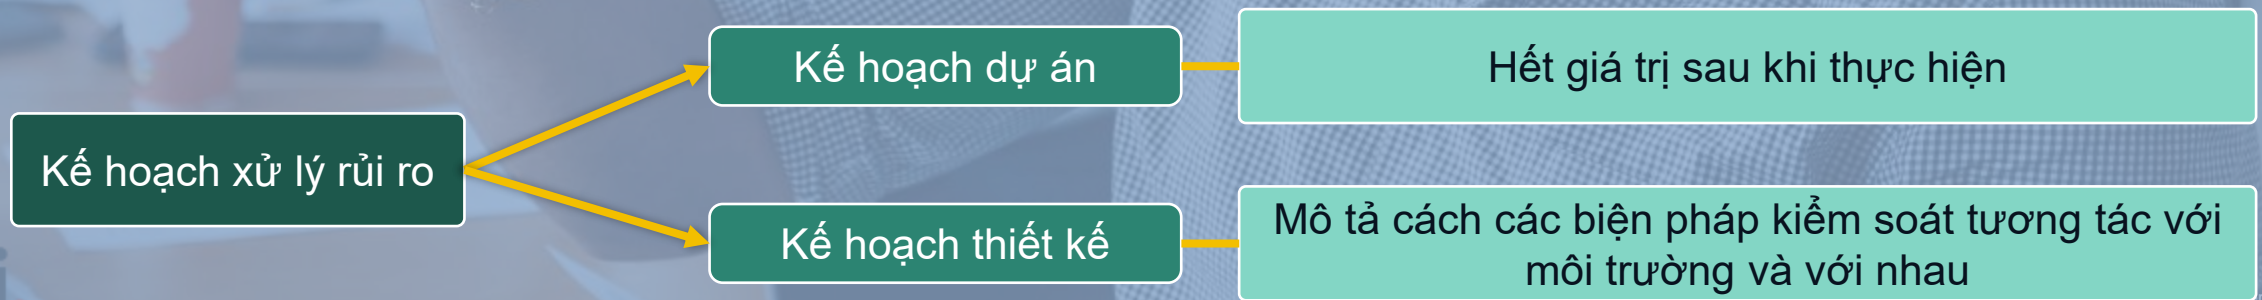 Kế hoạch xử lý rủi ro
Kế hoạch dự án
Hết giá trị sau khi thực hiện
Kế hoạch thiết kế
Mô tả cách các biện pháp kiểm soát tương tác với
môi trường và với nhau